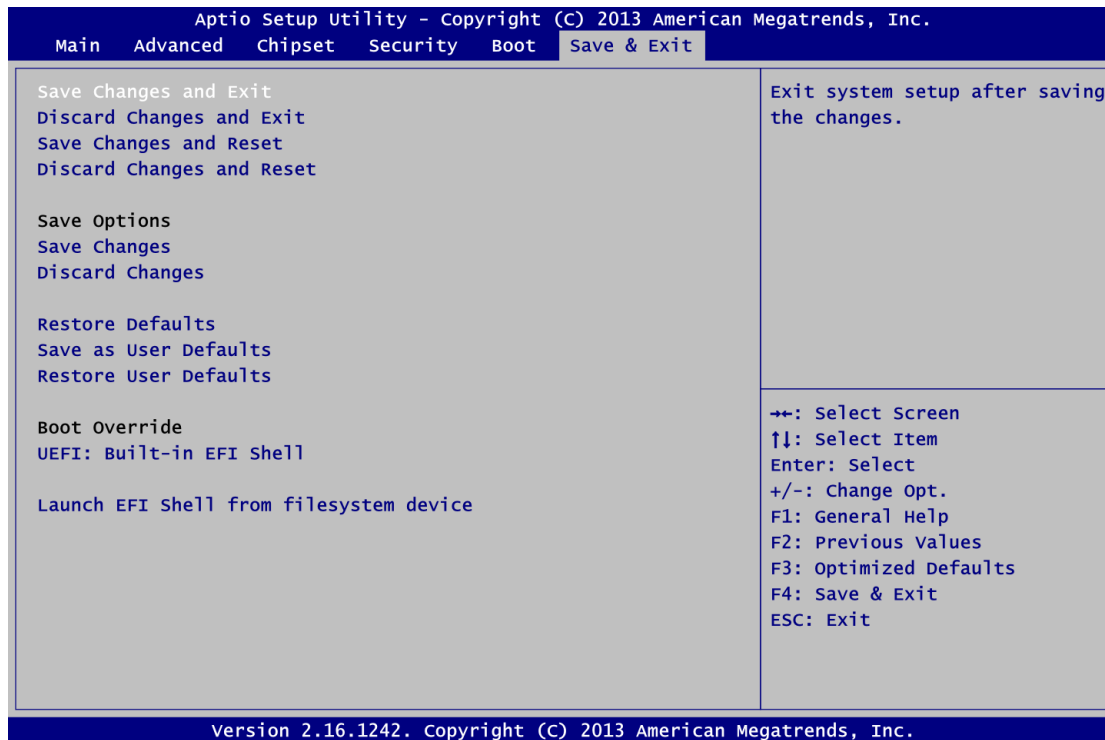 Aptio Setup Utility - Copyright (C) 2013 American Megatrends, Inc.
Main Advanced Chipset Security Boot Save & Exit
Save Changes and Exit
Discard Changes and Exit
Save Changes and Reset
Discard Changes and Reset
Save Options
Save Changes
Discard Changes
Restore Defaults
Save as User Defaults
Restore User Defaults
Boot Override
UEFI: Built-in EFI Shell
Launch EFI Shell from filesystem device
Exit system setup after saving
the changes.
→←: Select Screen
↑↓: Select Item
Enter: Select
+/-: Change Opt.
F1: General Help
F2: Previous Values
F3: Optimized Defaults
F4: Save & Exit
ESC: Exit
Version 2.16.1242. Copyright (C) 2013 American Megatrends, Inc.